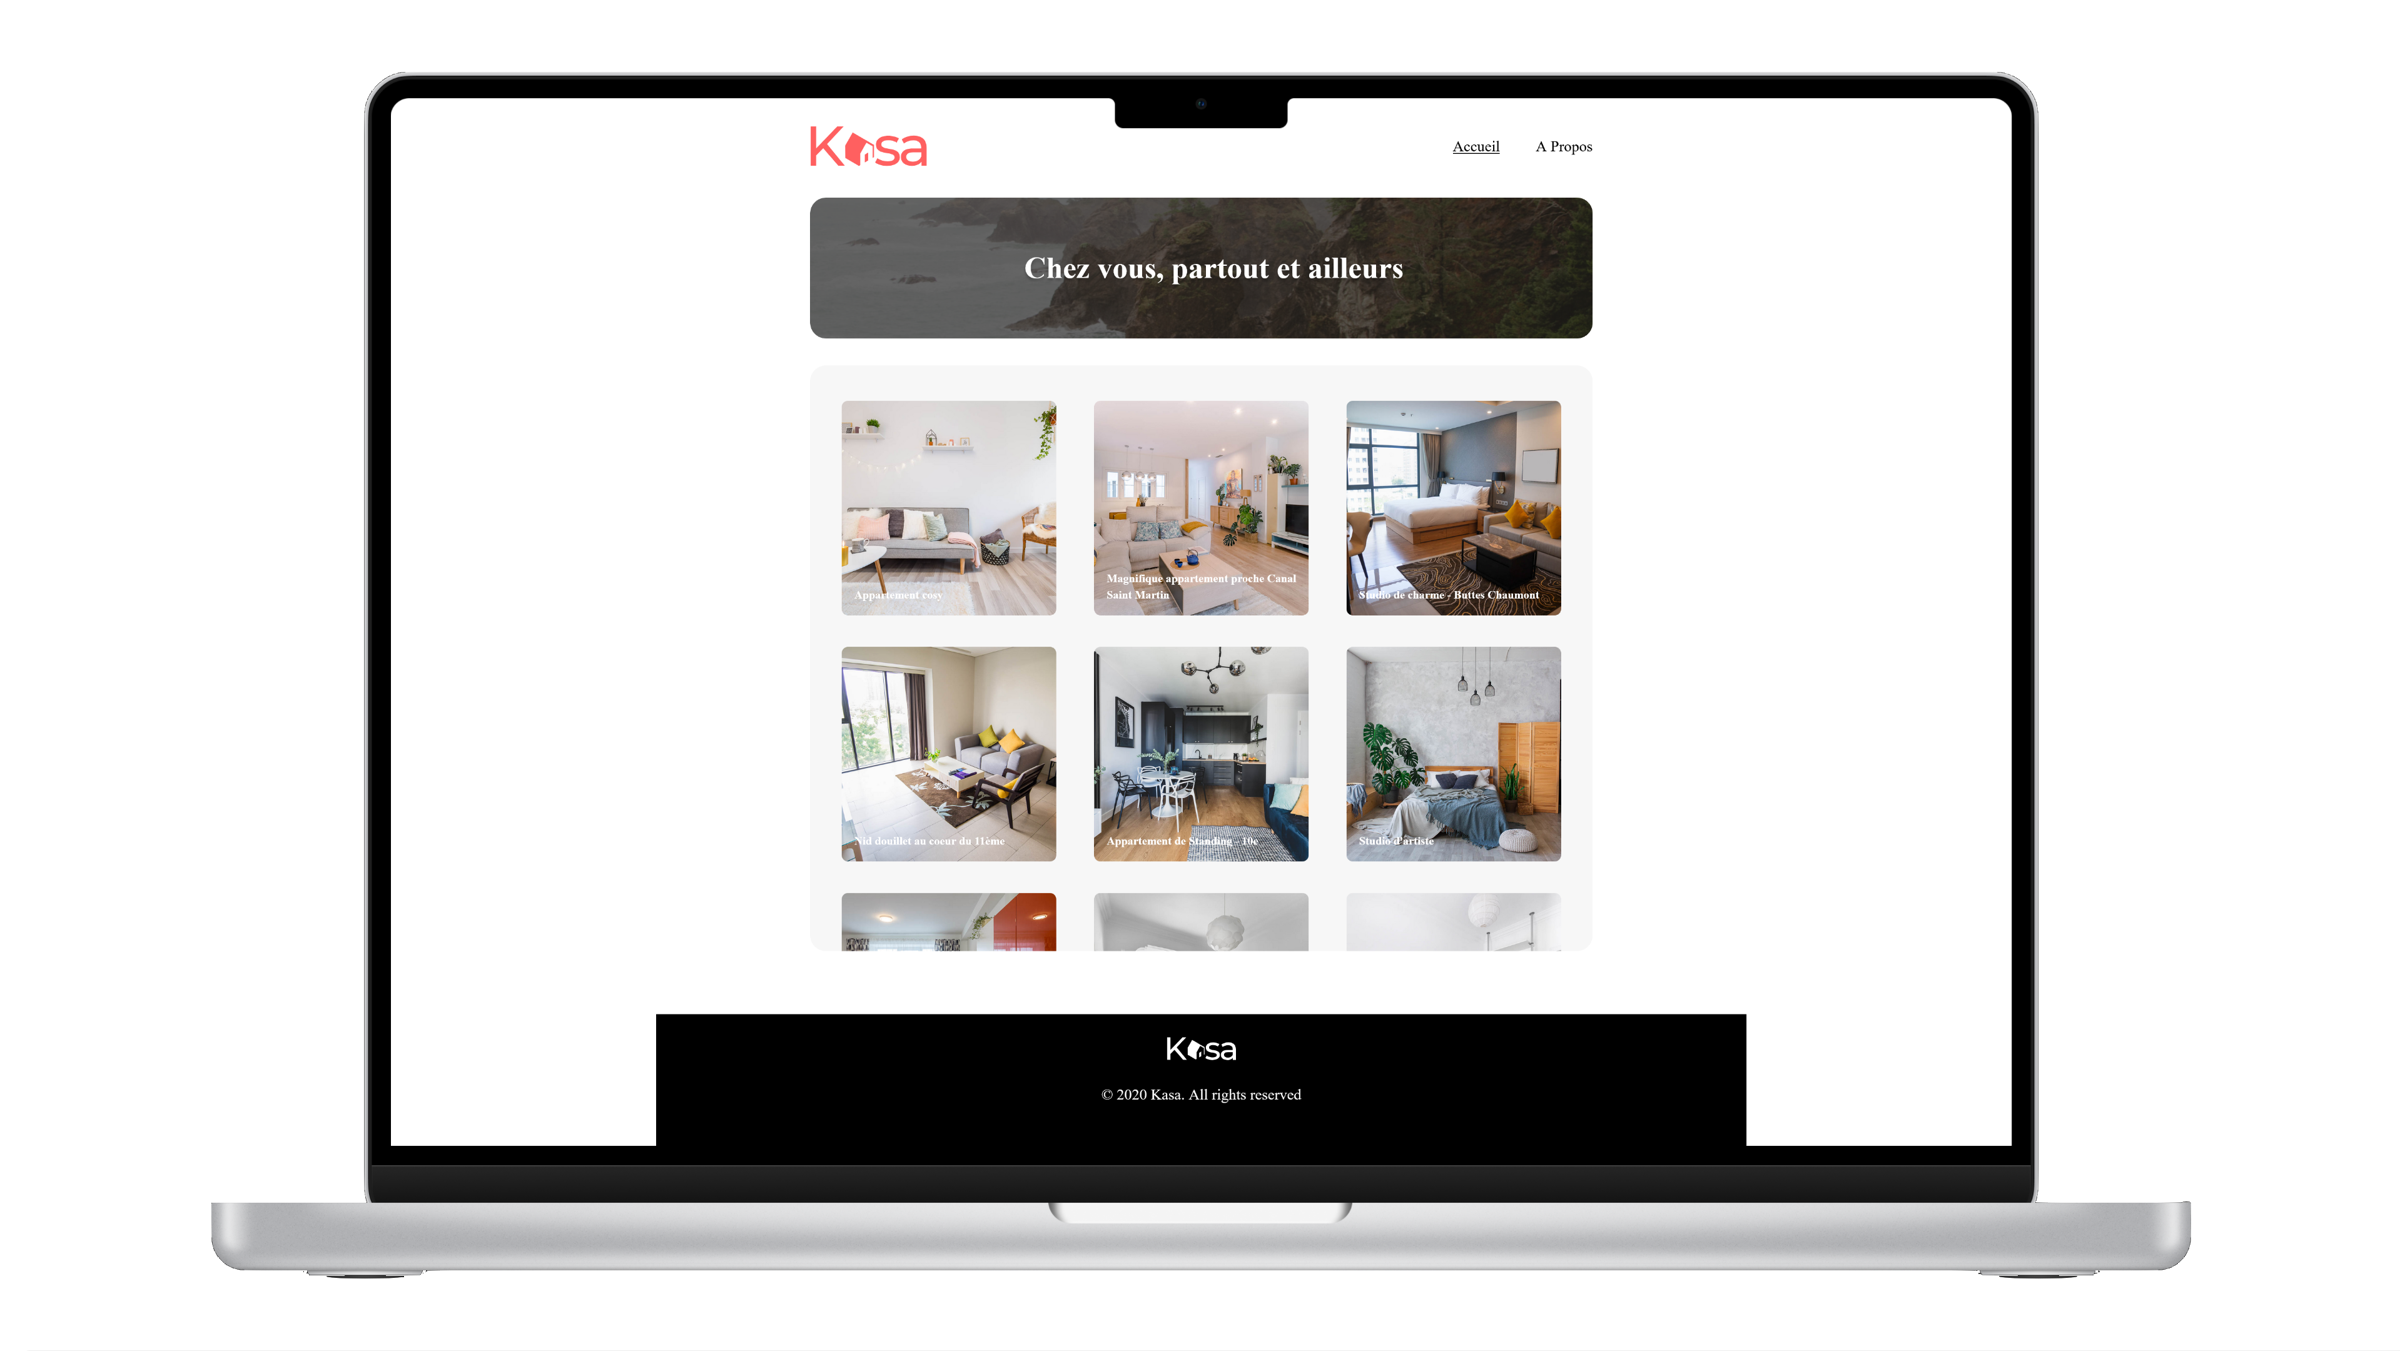 Kasa
Accueil
A Propos
Chez vous, partout et ailleurs
Appartement cosy
Magnifique appartement proche Canal
Saint Martin
Studio de charme - Buttes Chaumont
Nid douillet au coeur du 11ème
Appartement de Standing - 10e
Studio d'artiste
Kasa
© 2020 Kasa. All rights reserved